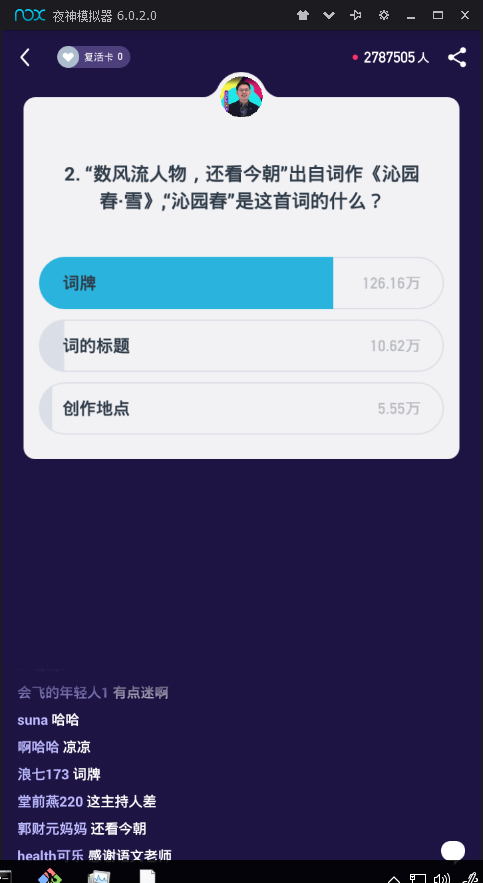 nox 夜神模拟器 6.0.2.0
复活卡 0
2787505 人
2. “数风流人物，还看今朝”出自词作《沁园
春·雪》,“沁园春”是这首词的什么？
词牌 126.16万
词的标题 10.62万
创作地点 5.55万
会飞的年轻人1 有点迷啊
suna 哈哈
啊哈哈 凉凉
浪七173 词牌
堂前燕220 这主持人差
郭财元妈妈 还看今朝
health可乐 感谢语文老师